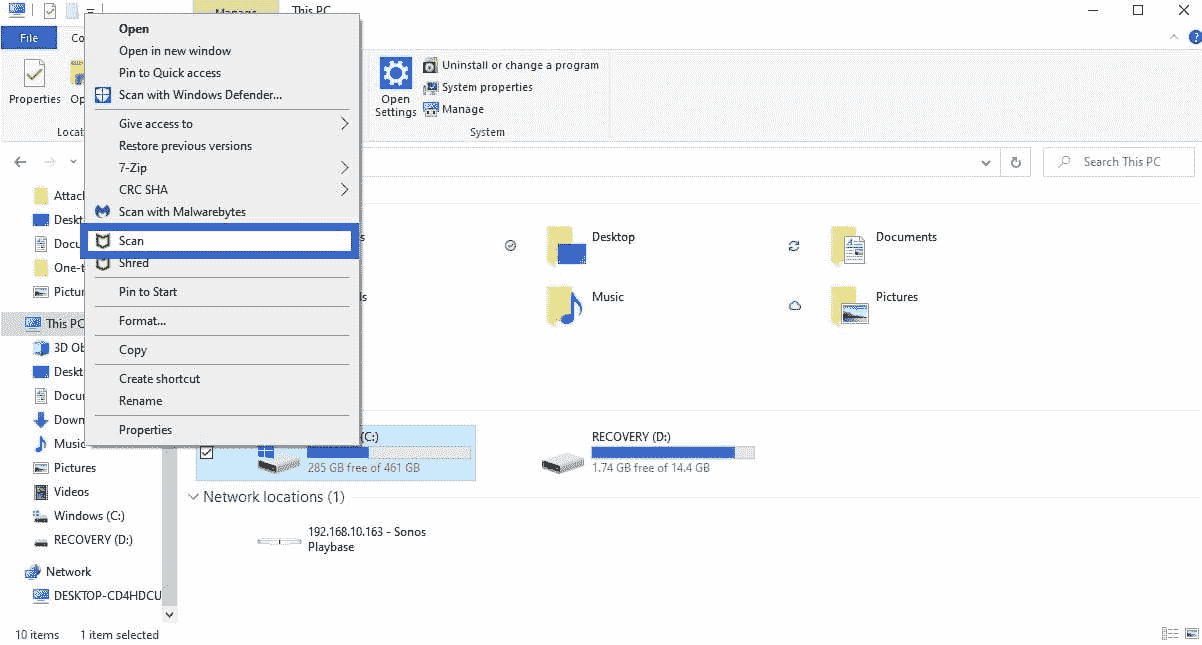 Manage
This PC
File
Co
Properties
Op
Locat
Open
Settings
Uninstall or change a program
System properties
Manage
System
Search This PC
Open
Open in new window
Pin to Quick access
Scan with Windows Defender...
Give access to
Restore previous versions
7-Zip
CRC SHA
Scan with Malwarebytes
Scan
Shred
Pin to Start
Format...
Copy
Create shortcut
Rename
Properties
Attach
Deskt
Docu
One-t
Pictur
This PC
3D Ob
Deskt
Docur
Down
Music
Pictures
Videos
Windows (C:)
RECOVERY (D:)
Network
DESKTOP-CD4HDCU
s
Desktop
Documents
ls
Music
Pictures
(C:)
285 GB free of 461 GB
RECOVERY (D:)
1.74 GB free of 14.4 GB
Network locations (1)
192.168.10.163 - Sonos
Playbase
10 items
1 item selected